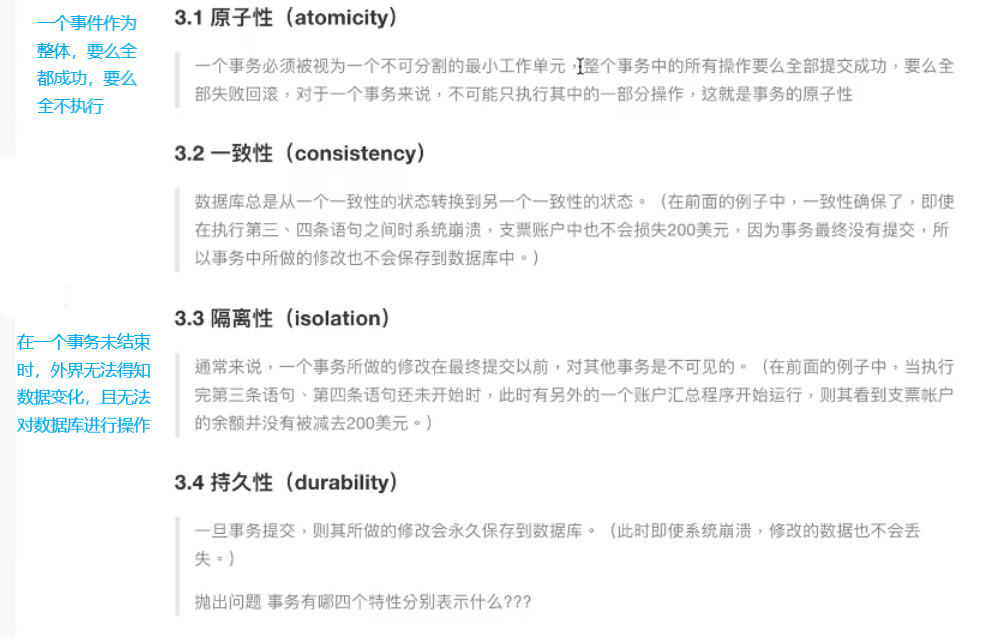 一个事件作为
整体，要么全
都成功，要么
全不执行
3.1 原子性（atomicity）
一个事务必须被视为一个不可分割的最小工作单元，整个事务中的所有操作要么全部提交成功，要么全
部失败回滚，对于一个事务来说，不可能只执行其中的一部分操作，这就是事务的原子性
3.2 一致性（consistency）
数据库总是从一个一致性的状态转换到另一个一致性的状态。（在前面的例子中，一致性确保了，即使
在执行第三、四条语句之间时系统崩溃，支票账户中也不会损失200美元，因为事务最终没有提交，所
以事务中所做的修改也不会保存到数据库中。）
在一个事务未结束
时，外界无法得知
数据变化，且无法
对数据库进行操作
3.3 隔离性（isolation）
通常来说，一个事务所做的修改在最终提交以前，对其他事务是不可见的。（在前面的例子中，当执行
完第三条语句、第四条语句还未开始时，此时有另外的一个账户汇总程序开始运行，则其看到支票帐户
的余额并没有被减去200美元。）
3.4 持久性（durability）
一旦事务提交，则其所做的修改会永久保存到数据库。（此时即使系统崩溃，修改的数据也不会丢
失。）
抛出问题 事务有哪四个特性分别表示什么???